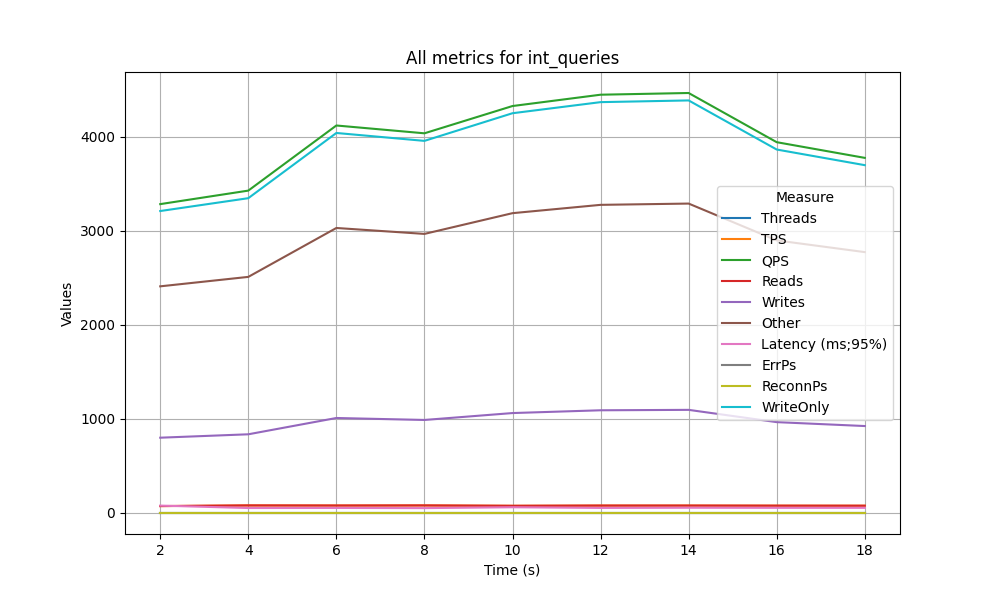 All metrics for int_queries
4000
3000
2000
1000
0
Values
Measure
Threads
TPS
QPS
Reads
Writes
Other
Latency (ms;95%)
ErrPs
ReconnPs
WriteOnly
2 4 6 8 10 12 14 16 18
Time (s)